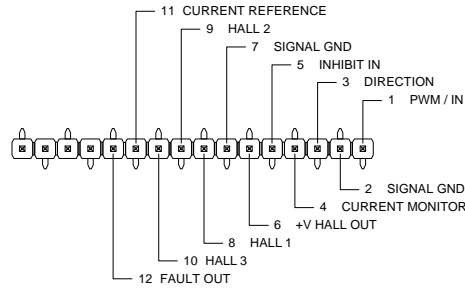 11 CURRENT REFERENCE
9 HALL 2
7 SIGNAL GND
5 INHIBIT IN
3 DIRECTION
1 PWM / IN
2 SIGNAL GND
4 CURRENT MONITOR
6 +V HALL OUT
8 HALL 1
10 HALL 3
12 FAULT OUT